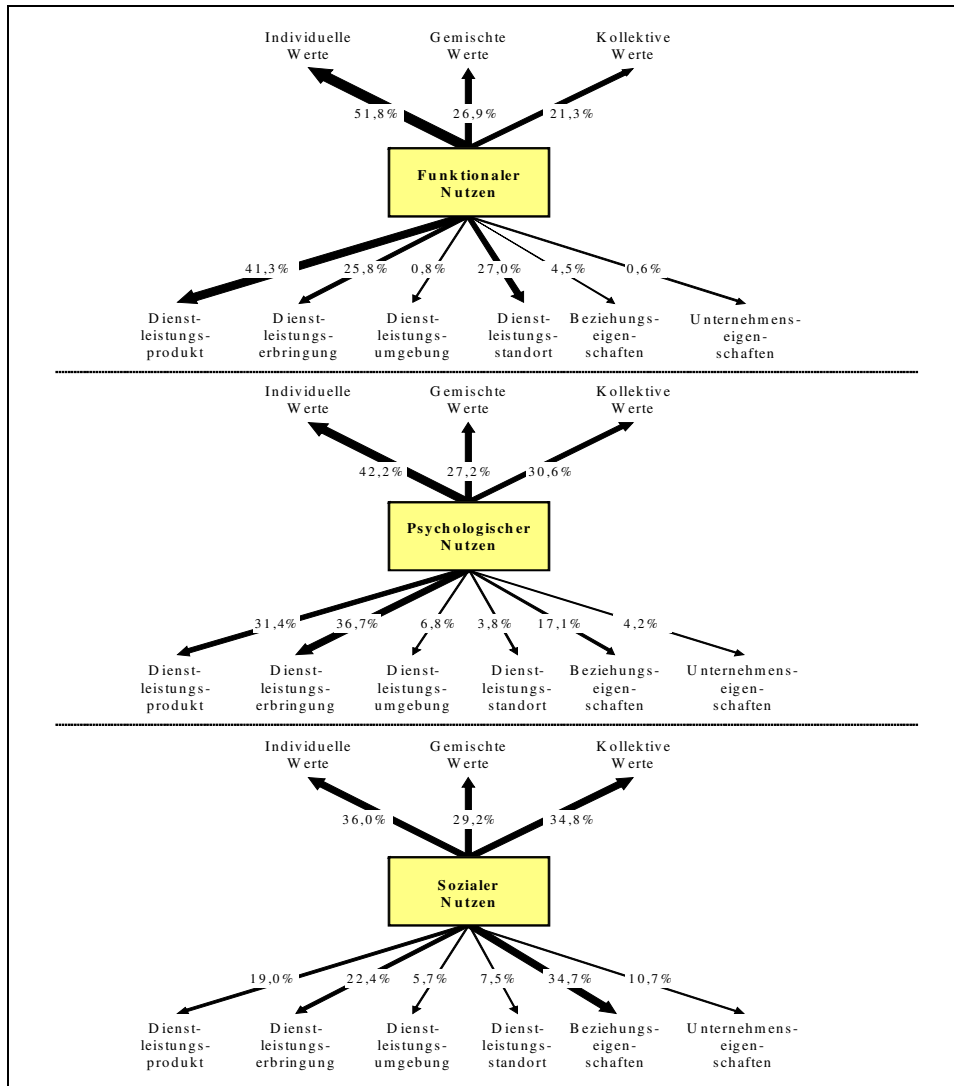 Individuelle Werte
Gemischte Werte
Kollektive Werte
51,8%
26,9%
21,3%
Funktionaler
Nutzen
41,3%
25,8%
0,8%
27,0%
4,5%
0,6%
Dienst-
leistungs-
produkt
Dienst-
leistungs-
erbringung
Dienst-
leistungs-
umgebung
Dienst-
leistungs-
standort
Beziehungs-
eigen-
schaften
Unternehmens-
eigen-
schaften
Individuelle
Werte
Gemischte
Werte
Kollektive
Werte
42,2%
27,2%
30,6%
Psychologischer
Nutzen
31,4%
36,7%
6,8%
3,8%
17,1%
4,2%
Dienst-
leistungs-
produkt
Dienst-
leistungs-
erbringung
Dienst-
leistungs-
umgebung
Dienst-
leistungs-
standort
Beziehungs-
eigen-
schaften
Unternehmens-
eigen-
schaften
Individuelle
Werte
Gemischte
Werte
Kollektive
Werte
36,0%
29,2%
34,8%
Sozialer
Nutzen
19,0%
22,4%
5,7%
7,5%
34,7%
10,7%
Dienst-
leistungs-
produkt
Dienst-
leistungs-
erbringung
Dienst-
leistungs-
umgebung
Dienst-
leistungs-
standort
Beziehungs-
eigen-
schaften
Unternehmens-
eigen-
schaften